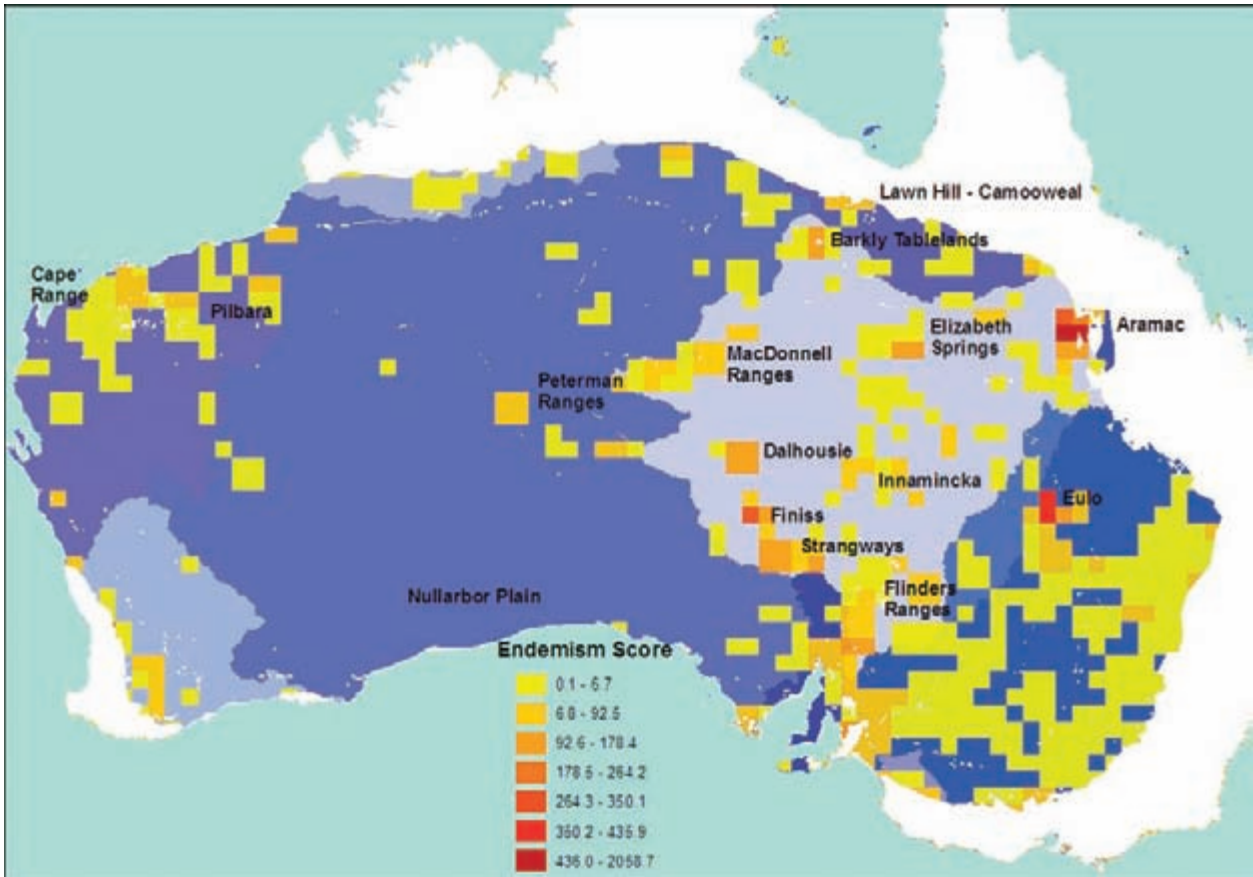 Lawn Hill - Camooweal
Barkly Tablelands
Cape
Range
Pilbara
Elizabeth
Springs
Aramac
MacDonnell
Ranges
Peterman
Ranges
Dalhousie
Innamincka
Eulo
Finiss
Strangways
Flinders
Ranges
Nullarbor Plain
Endemism Score
0.1 - 6.7
6.8 - 92.5
92.6 - 178.4
178.5 - 264.2
264.3 - 350.1
350.2 - 435.9
436.0 - 2058.7